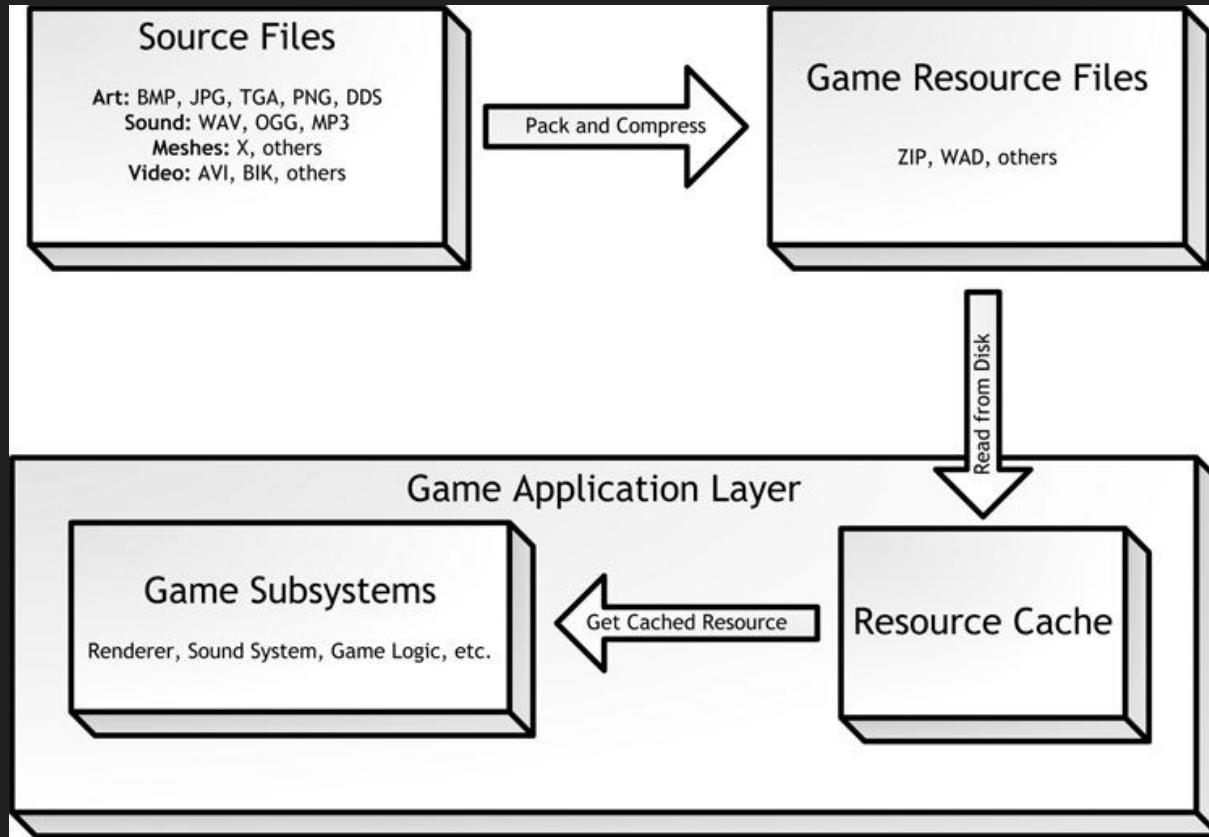 Source Files
Art: BMP, JPG, TGA, PNG, DDS
Sound: WAV, OGG, MP3
Meshes: X, others
Video: AVI, BIK, others
Pack and Compress
Game Resource Files
ZIP, WAD, others
Read from Disk
Game Application Layer
Game Subsystems
Renderer, Sound System, Game Logic, etc.
Get Cached Resource
Resource Cache